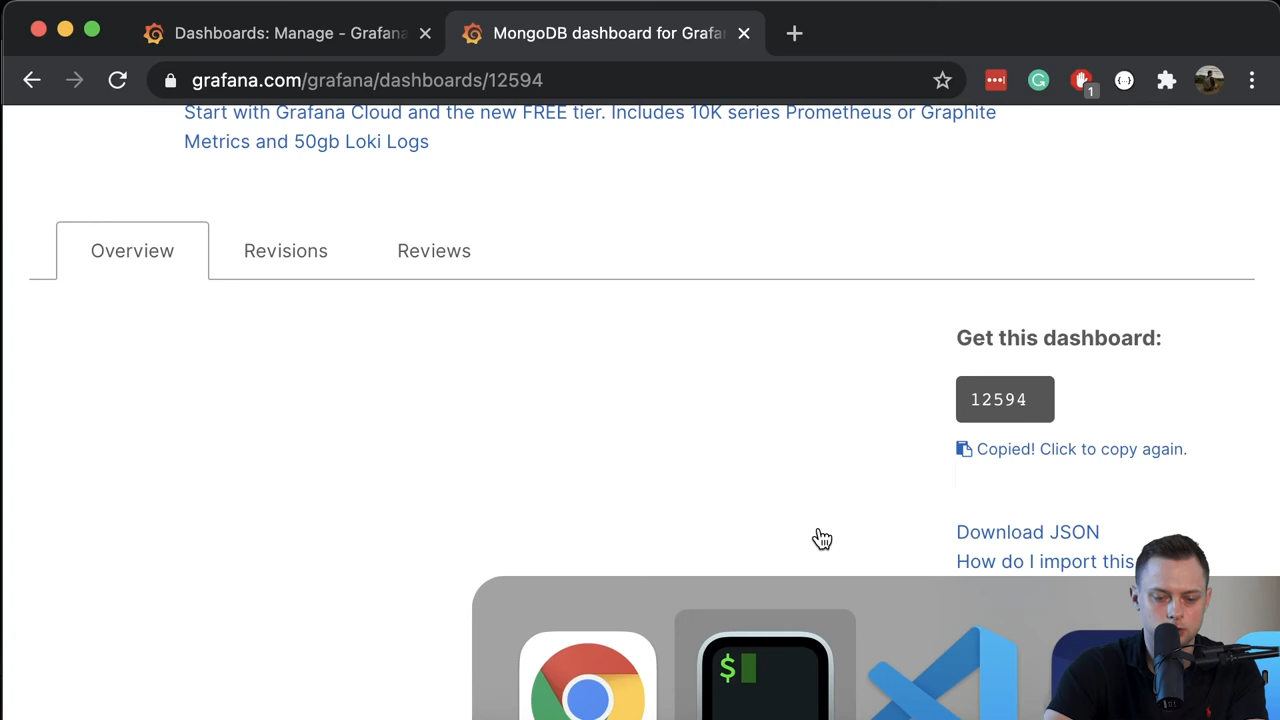 Dashboards: Manage - Grafana
MongoDB dashboard for Grafan
grafana.com/grafana/dashboards/12594
1
Start with Grafana Cloud and the new FREE tier. Includes 10K series Prometheus or Graphite
Metrics and 50gb Loki Logs
Overview
Revisions
Reviews
Get this dashboard:
12594
Copied! Click to copy again.
Download JSON
How do I import this
$